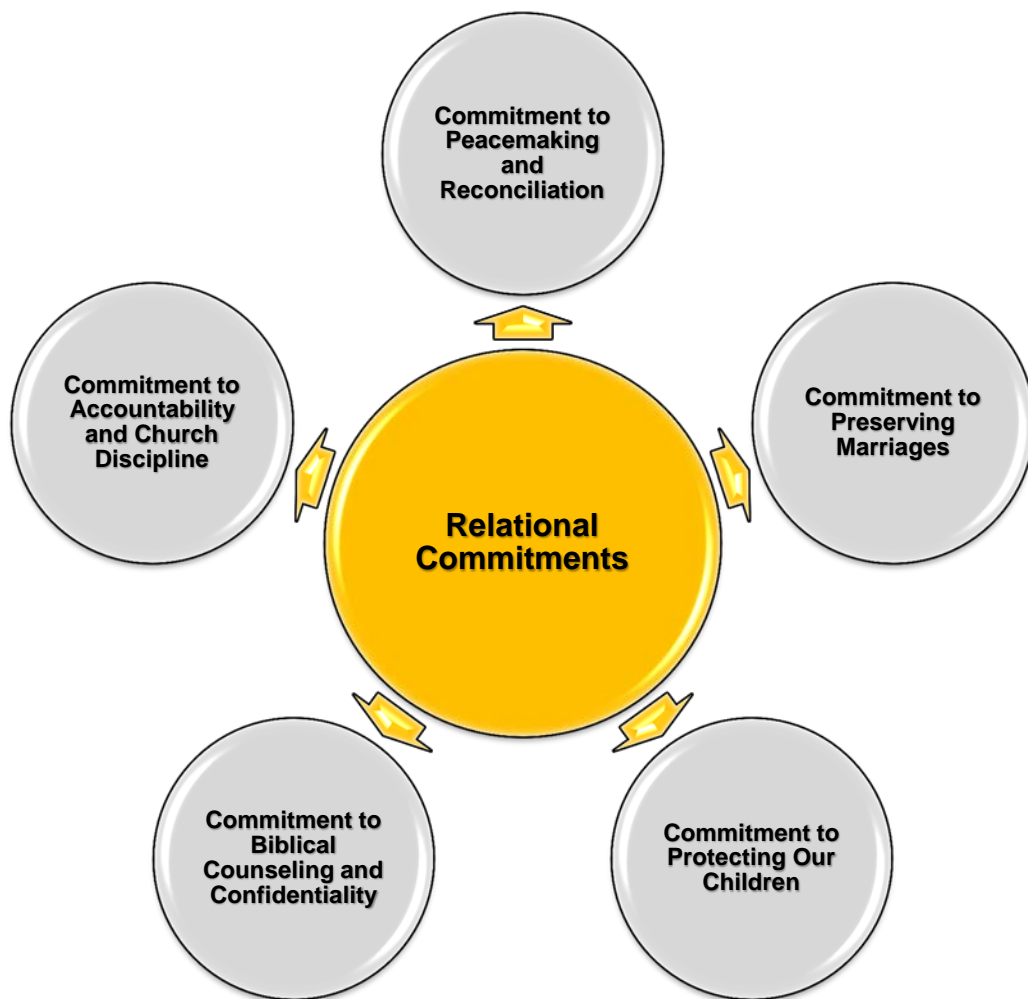 Commitment to
Peacemaking
and
Reconciliation
Commitment to
Accountability
and Church
Discipline
Commitment to
Preserving
Marriages
Relational
Commitments
Commitment to
Biblical
Counseling and
Confidentiality
Commitment to
Protecting Our
Children